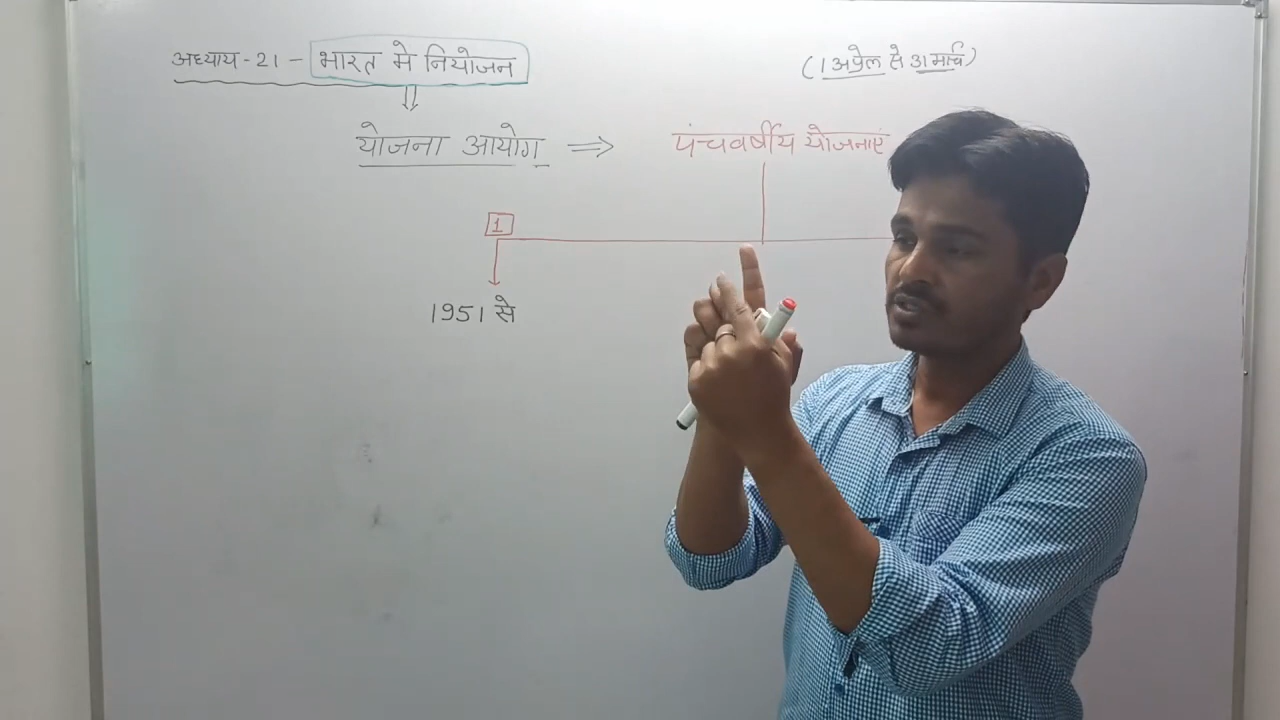 अध्याय-21 - भारत मे नियोजन
(1 अप्रेल से 31 मार्च)
योजना आयोग ⇒ पंचवर्षीय योजनाएं
1
1951 से